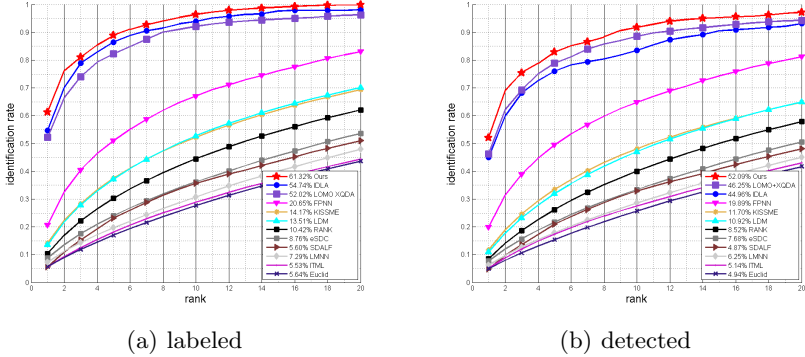 1
0.9
0.8
0.7
0.6
0.5
0.4
0.3
0.2
0.1
0
identification rate
0 2 4 6 8 10 12 14 16 18 20
rank
61.32% Ours
54.74% IDLA
52.02% LOMO XQDA
20.65% FPNN
14.17% KISSME
13.51% LDM
10.42% RANK
8.76% eSDC
5.60% SDALF
7.29% LMNN
5.53% ITML
5.64% Euclid
(a) labeled
1
0.9
0.8
0.7
0.6
0.5
0.4
0.3
0.2
0.1
0
identification rate
0 2 4 6 8 10 12 14 16 18 20
rank
52.09% Ours
46.25% LOMO+XQDA
44.96% IDLA
19.89% FPNN
11.70% KISSME
10.92% LDM
8.52% RANK
7.68% eSDC
4.87% SDALF
6.25% LMNN
5.14% ITML
4.94% Euclid
(b) detected